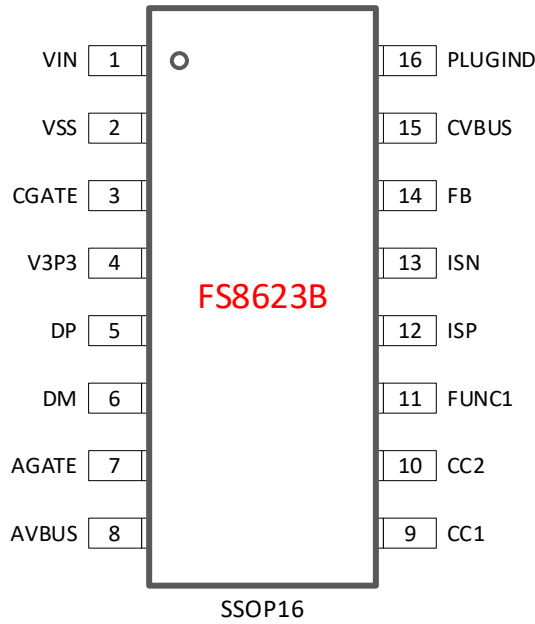 VIN 1 16 PLUGIND
VSS 2 15 CVBUS
CGATE 3 14 FB
V3P3 4 13 ISN
FS8623B
DP 5 12 ISP
DM 6 11 FUNC1
AGATE 7 10 CC2
AVBUS 8 9 CC1
SSOP16